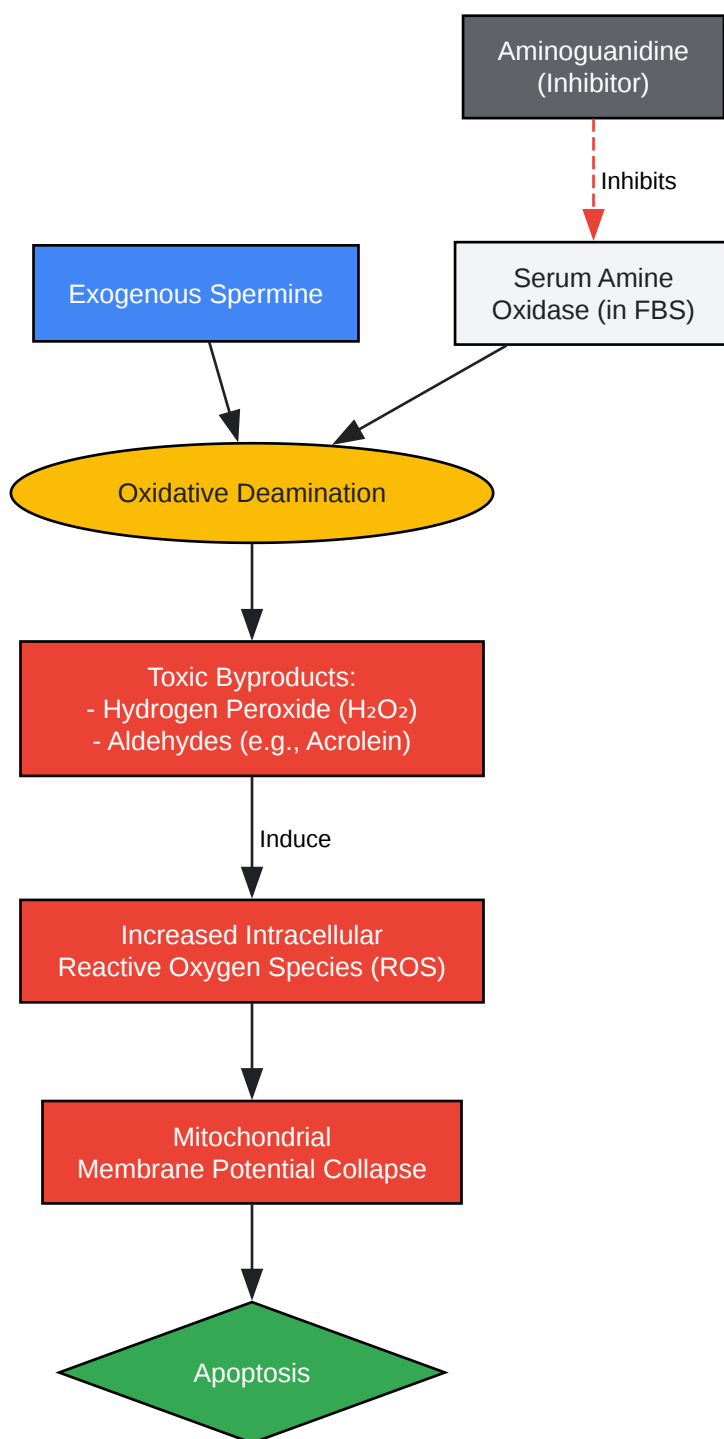 Aminoguanidine
(Inhibitor)
Inhibits
Exogenous Spermine
Serum Amine
Oxidase (in FBS)
Oxidative Deamination
Toxic Byproducts:
- Hydrogen Peroxide (H₂O₂)
- Aldehydes (e.g., Acrolein)
Induce
Increased Intracellular
Reactive Oxygen Species (ROS)
Mitochondrial
Membrane Potential Collapse
Apoptosis